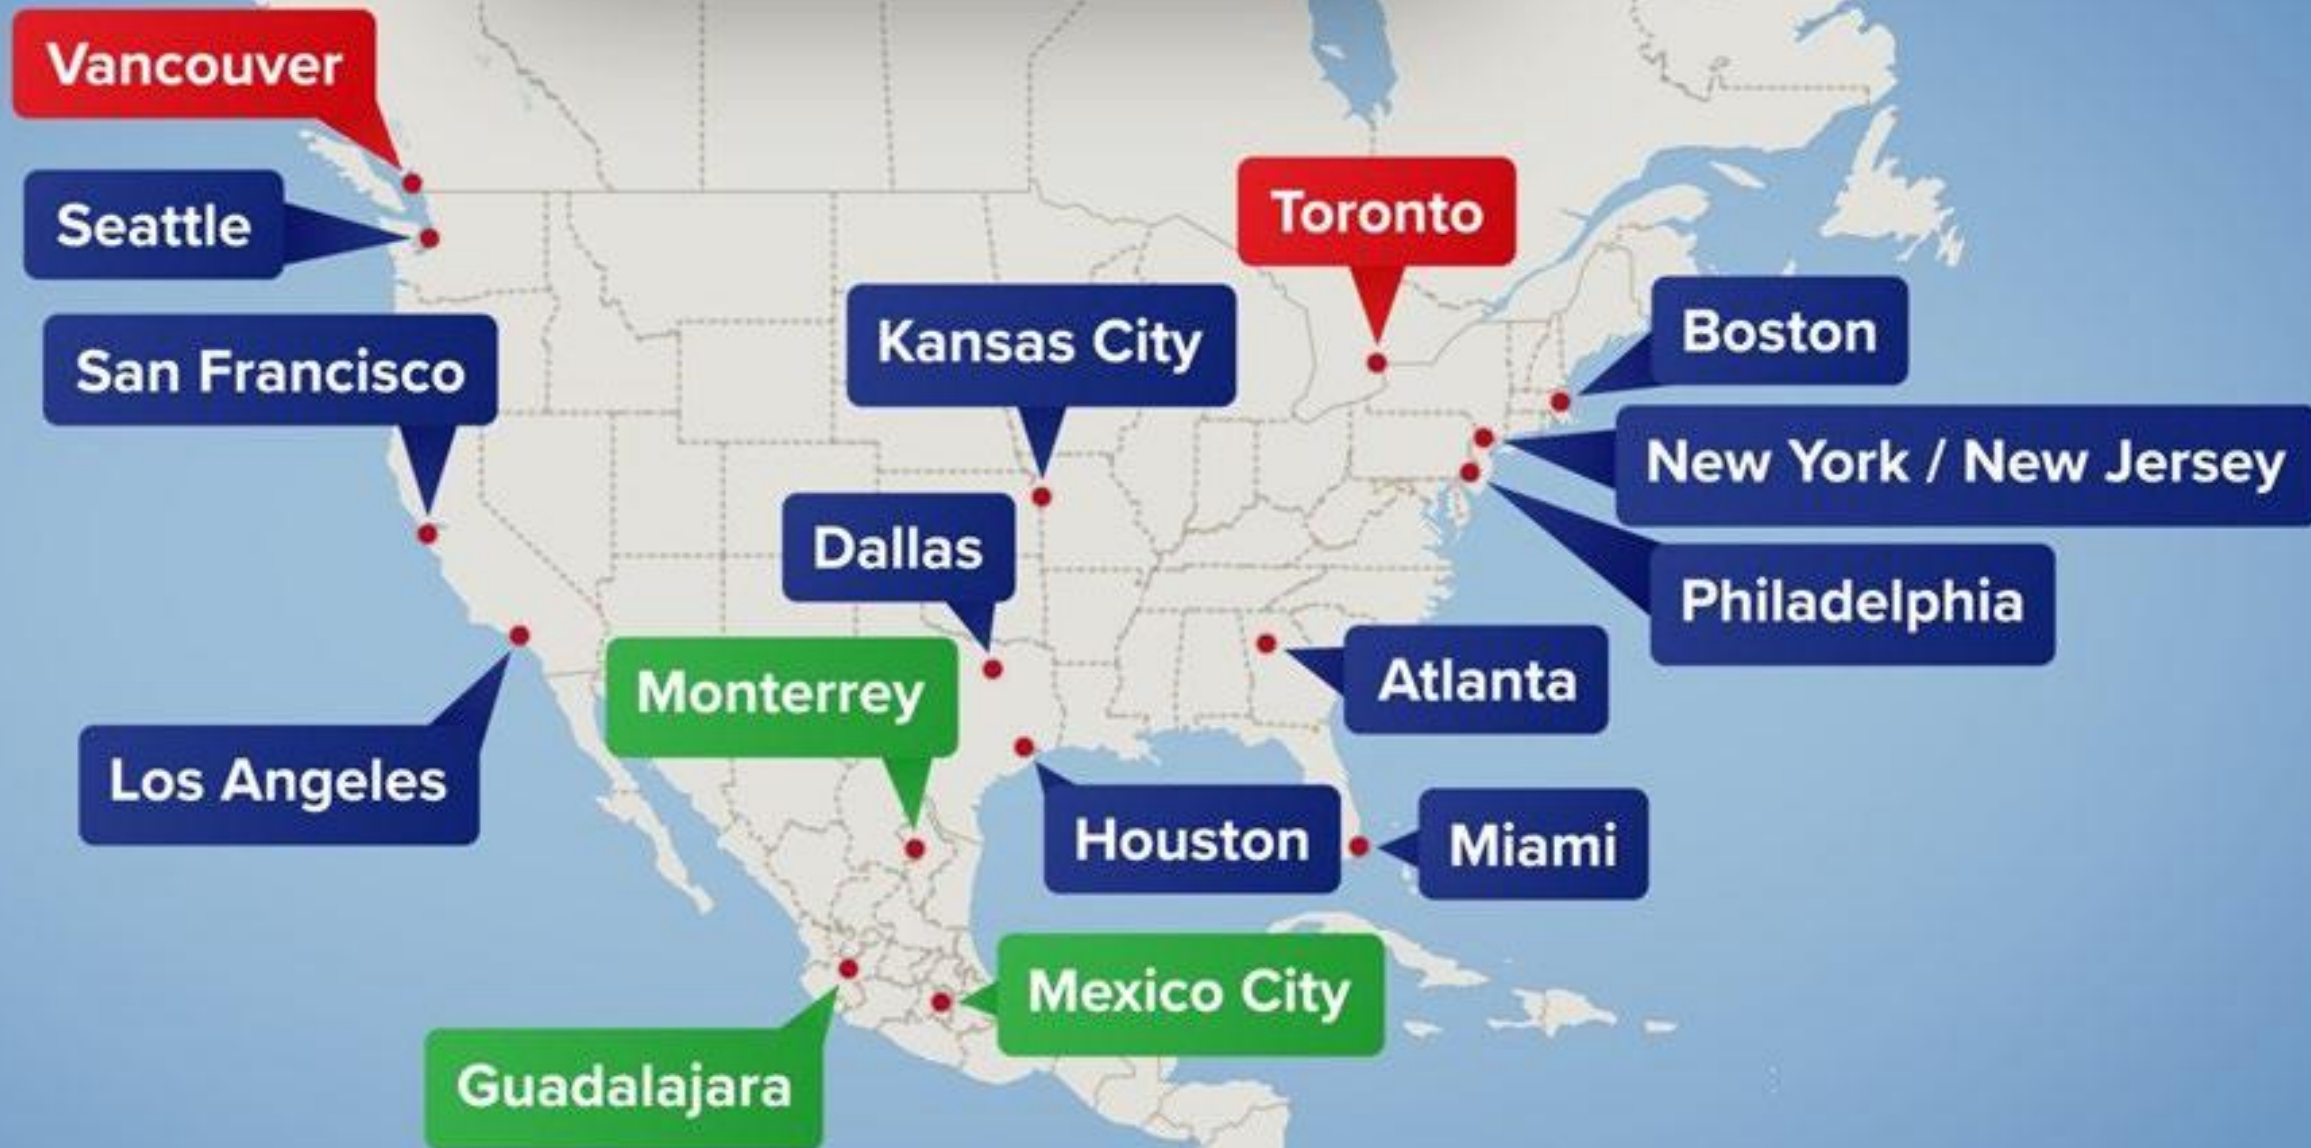 Vancouver
Seattle
Toronto
San Francisco
Kansas City
Boston
New York / New Jersey
Dallas
Philadelphia
Monterrey
Atlanta
Los Angeles
Houston
Miami
Mexico City
Guadalajara